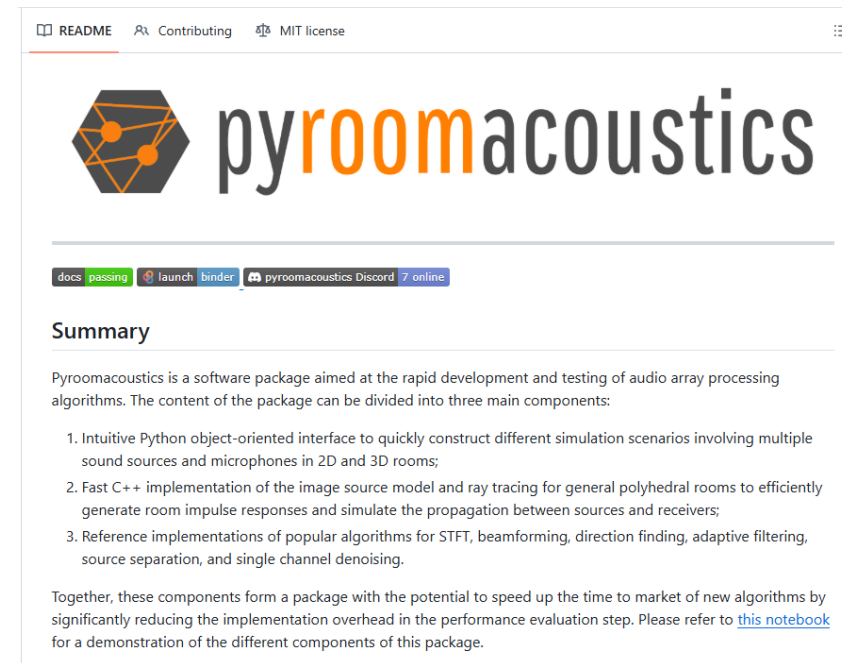 README Contributing MIT license
pyroomacoustics
docs passing launch binder pyroomacoustics Discord 7 online
Summary
Pyroomacoustics is a software package aimed at the rapid development and testing of audio array processing
algorithms. The content of the package can be divided into three main components:
1. Intuitive Python object-oriented interface to quickly construct different simulation scenarios involving multiple
sound sources and microphones in 2D and 3D rooms;
2. Fast C++ implementation of the image source model and ray tracing for general polyhedral rooms to efficiently
generate room impulse responses and simulate the propagation between sources and receivers;
3. Reference implementations of popular algorithms for STFT, beamforming, direction finding, adaptive filtering,
source separation, and single channel denoising.
Together, these components form a package with the potential to speed up the time to market of new algorithms by
significantly reducing the implementation overhead in the performance evaluation step. Please refer to this notebook
for a demonstration of the different components of this package.